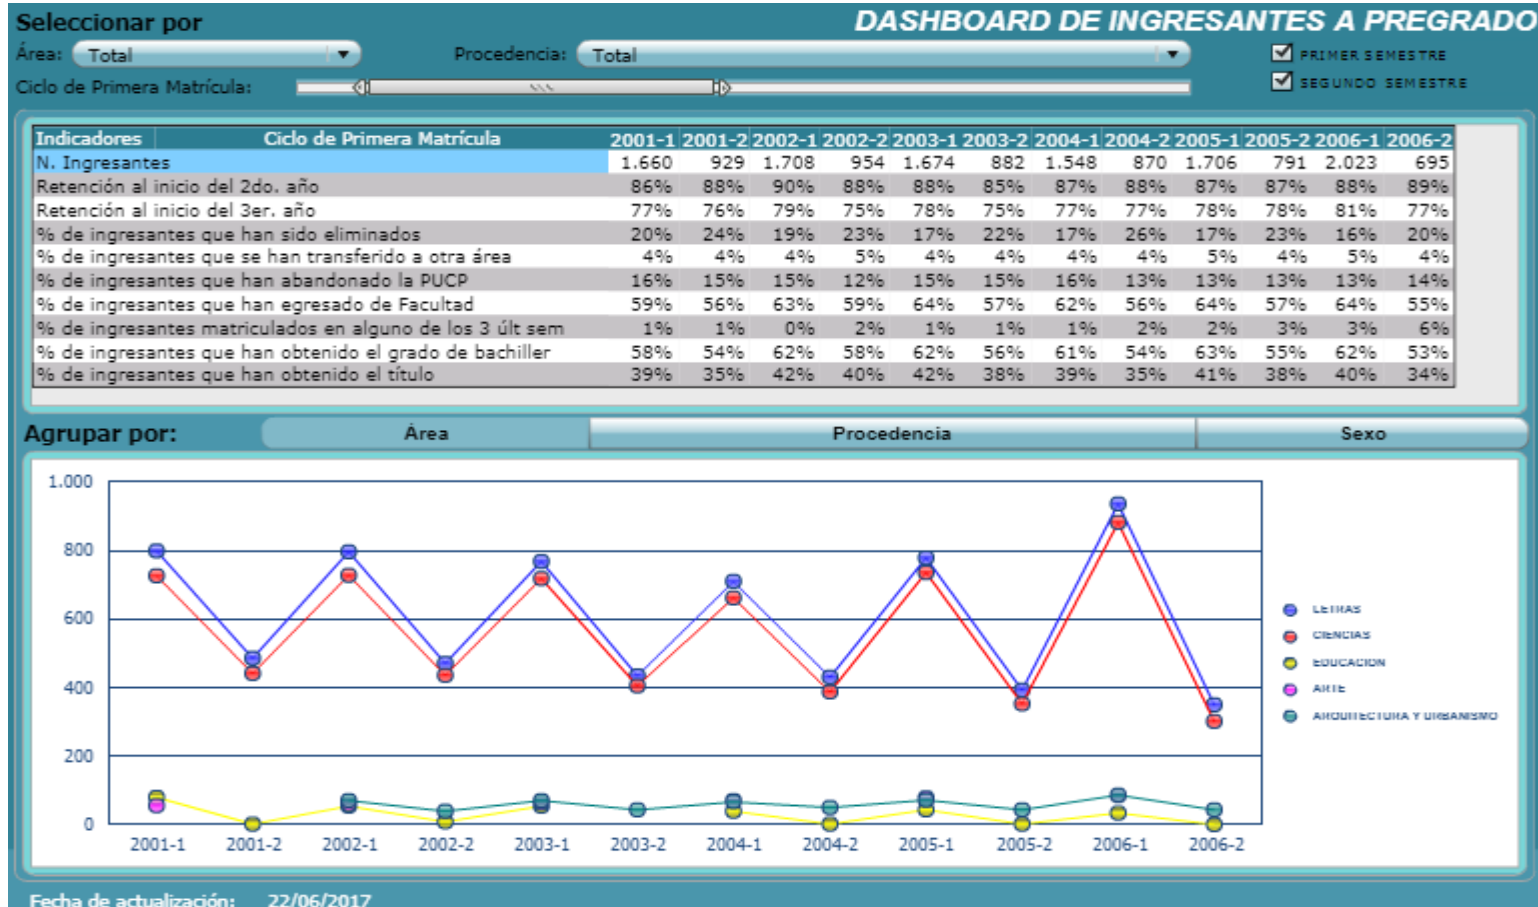 Seleccionar por
DASHBOARD DE INGRESANTES A PREGRADO
Área: Total Procedencia: Total PRIMER SEMESTRE
Ciclo de Primera Matrícula: SEGUNDO SEMESTRE
Indicadores Ciclo de Primera Matrícula 2001-1 2001-2 2002-1 2002-2 2003-1 2003-2 2004-1 2004-2 2005-1 2005-2 2006-1 2006-2
N. Ingresantes 1.660 929 1.708 954 1.674 882 1.548 870 1.706 791 2.023 695
Retención al inicio del 2do. año 86% 88% 90% 88% 88% 85% 87% 88% 87% 87% 88% 89%
Retención al inicio del 3er. año 77% 76% 79% 75% 78% 75% 77% 77% 78% 78% 81% 77%
% de ingresantes que han sido eliminados 20% 24% 19% 23% 17% 22% 17% 26% 17% 23% 16% 20%
% de ingresantes que se han transferido a otra área 4% 4% 4% 5% 4% 4% 4% 4% 5% 4% 5% 4%
% de ingresantes que han abandonado la PUCP 16% 15% 15% 12% 15% 15% 16% 13% 13% 13% 13% 14%
% de ingresantes que han egresado de Facultad 59% 56% 63% 59% 64% 57% 62% 56% 64% 57% 64% 55%
% de ingresantes matriculados en alguno de los 3 últ sem 1% 1% 0% 2% 1% 1% 1% 2% 2% 3% 3% 6%
% de ingresantes que han obtenido el grado de bachiller 58% 54% 62% 58% 62% 56% 61% 54% 63% 55% 62% 53%
% de ingresantes que han obtenido el título 39% 35% 42% 40% 42% 38% 39% 35% 41% 38% 40% 34%
Agrupar por: Área Procedencia Sexo
1.000
800
600
400
200
0
2001-1 2001-2 2002-1 2002-2 2003-1 2003-2 2004-1 2004-2 2005-1 2005-2 2006-1 2006-2
LETRAS
CIENCIAS
EDUCACION
ARTE
ARQUITECTURA Y URBANISMO
Fecha de actualización: 22/06/2017